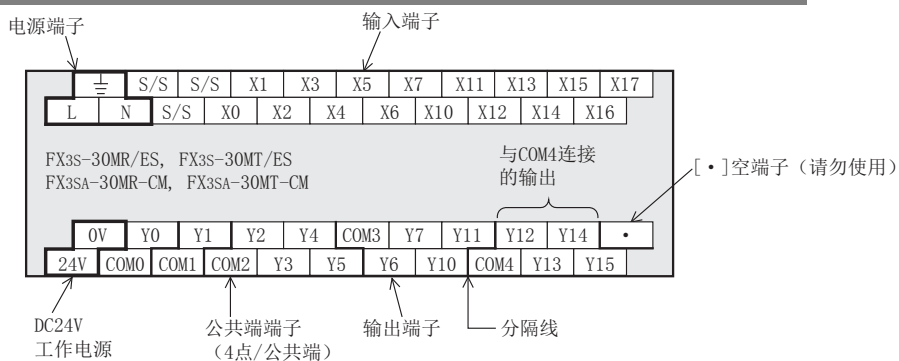 电源端子
输入端子
S/S S/S X1 X3 X5 X7 X11 X13 X15 X17
L N S/S X0 X2 X4 X6 X10 X12 X14 X16
FX3S-30MR/ES, FX3S-30MT/ES
FX3SA-30MR-CM, FX3SA-30MT-CM
与COM4连接
的输出
[・]空端子（请勿使用）
0V Y0 Y1 Y2 Y4 COM3 Y7 Y11 Y12 Y14 ・
24V COM0 COM1 COM2 Y3 Y5 Y6 Y10 COM4 Y13 Y15
DC24V
工作电源
公共端端子
（4点/公共端）
输出端子
分隔线